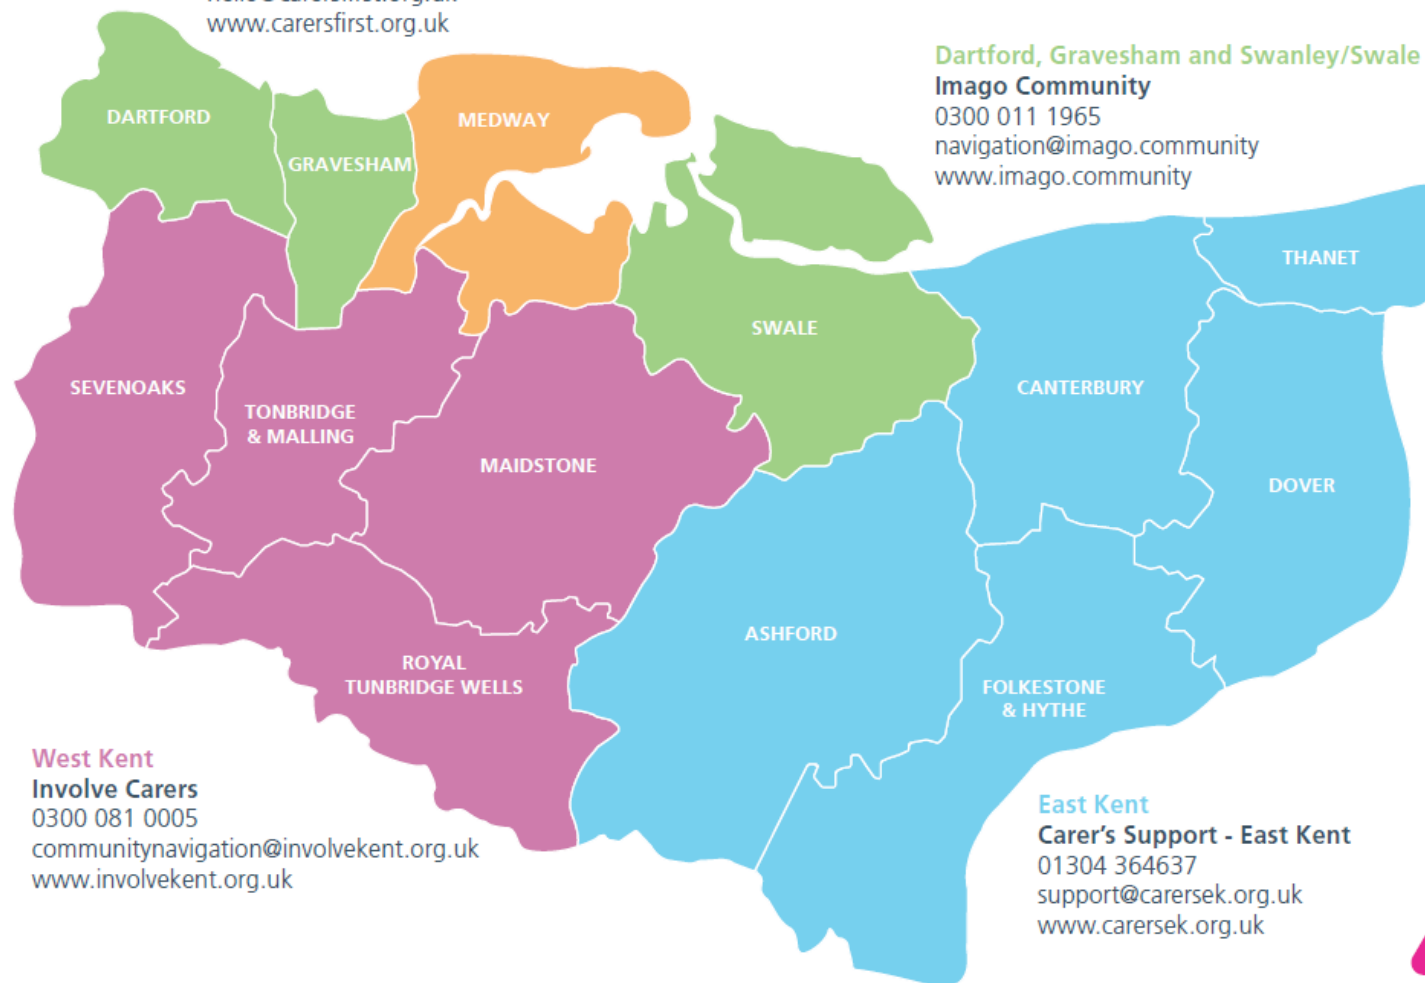 www.carersfirst.org.uk
Dartford, Gravesham and Swanley/Swale
Imago Community
0300 011 1965
navigation@imago.community
www.imago.community
DARTFORD
GRAVESHAM
MEDWAY
THANET
SWALE
SEVENOAKS
TONBRIDGE
& MALLING
CANTERBURY
MAIDSTONE
DOVER
ASHFORD
ROYAL
TUNBRIDGE WELLS
FOLKESTONE
& HYTHE
West Kent
Involve Carers
0300 081 0005
communitynavigation@involvekent.org.uk
www.involvekent.org.uk
East Kent
Carer's Support - East Kent
01304 364637
support@carersek.org.uk
www.carersek.org.uk